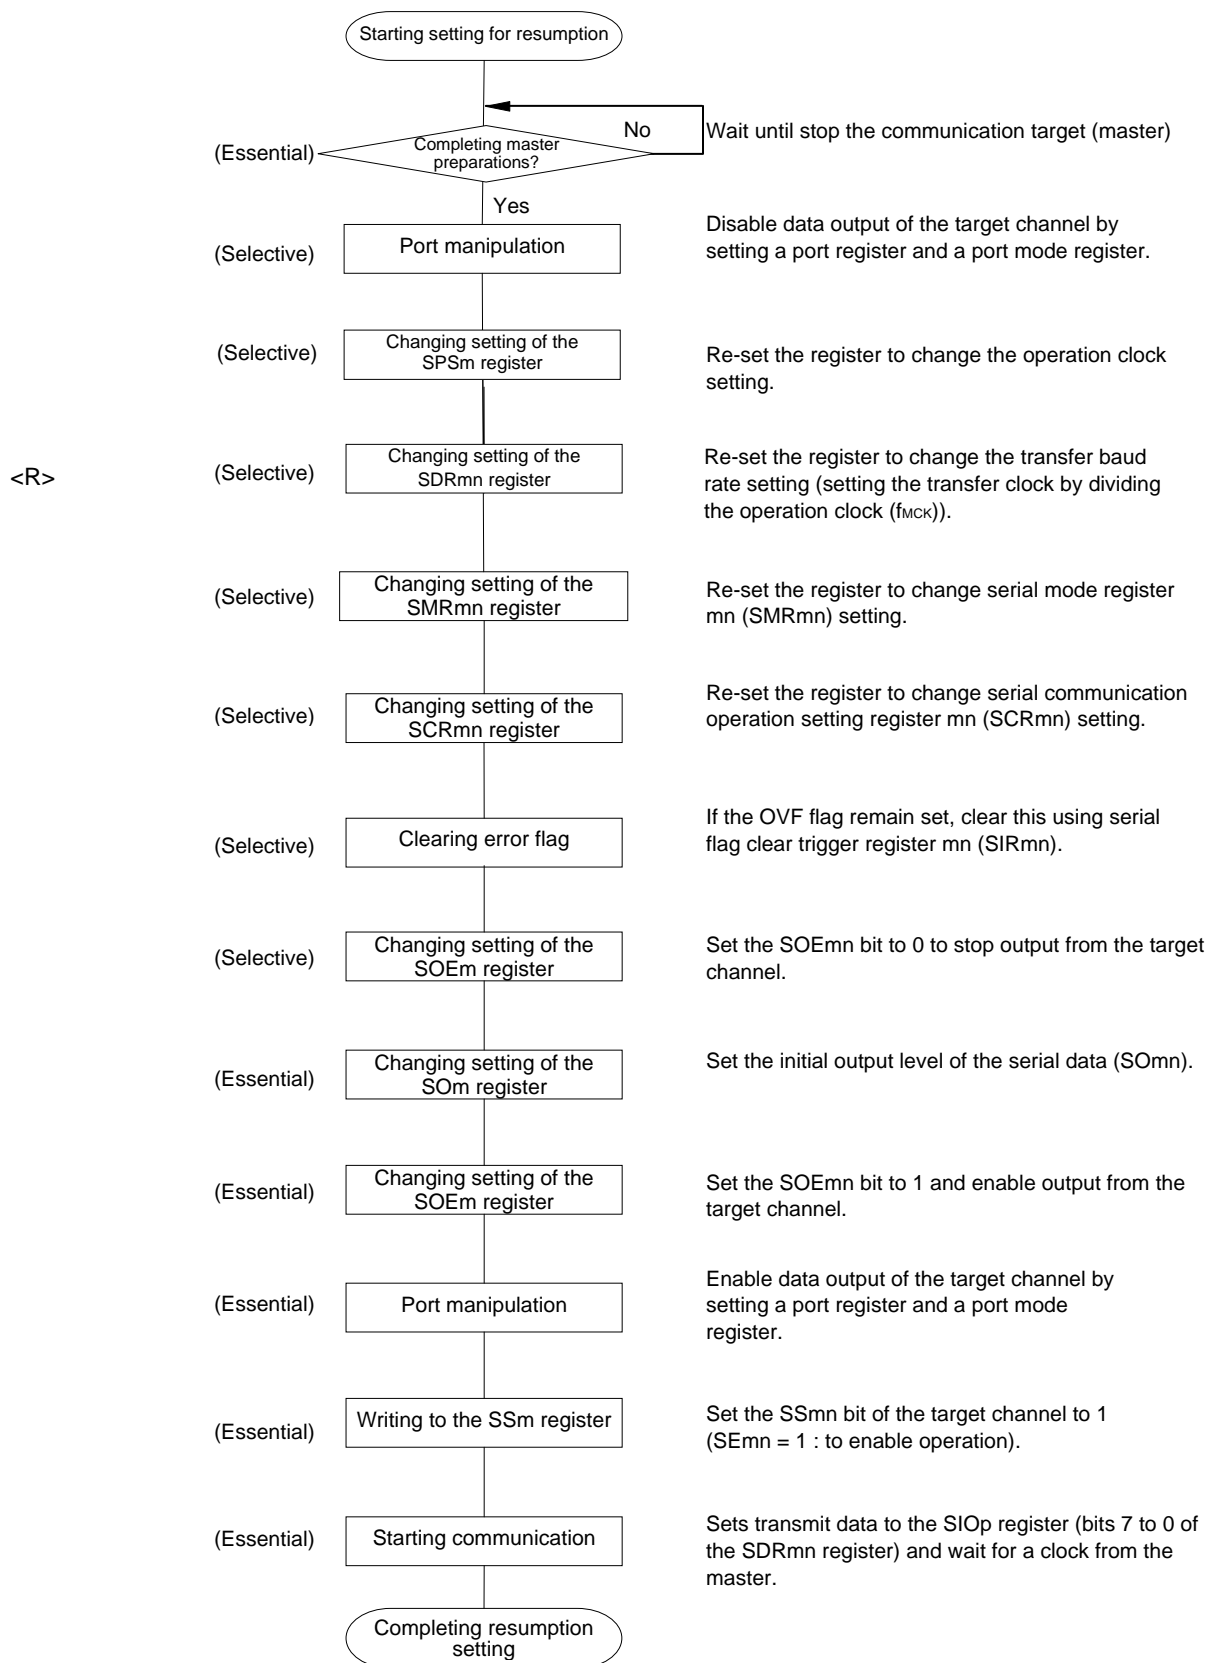 Starting setting for resumption
No
Wait until stop the communication target (master)
(Essential)
Completing master
preparations?
Yes
(Selective)
Port manipulation
Disable data output of the target channel by
setting a port register and a port mode register.
(Selective)
Changing setting of the
SPSm register
Re-set the register to change the operation clock
setting.
<R>
(Selective)
Changing setting of the
SDRmn register
Re-set the register to change the transfer baud
rate setting (setting the transfer clock by dividing
the operation clock (fMCK)).
(Selective)
Changing setting of the
SMRmn register
Re-set the register to change serial mode register
mn (SMRmn) setting.
(Selective)
Changing setting of the
SCRmn register
Re-set the register to change serial communication
operation setting register mn (SCRmn) setting.
(Selective)
Clearing error flag
If the OVF flag remain set, clear this using serial
flag clear trigger register mn (SIRmn).
(Selective)
Changing setting of the
SOEm register
Set the SOEmn bit to 0 to stop output from the target
channel.
(Essential)
Changing setting of the
SOm register
Set the initial output level of the serial data (SOmn).
(Essential)
Changing setting of the
SOEm register
Set the SOEmn bit to 1 and enable output from the
target channel.
(Essential)
Port manipulation
Enable data output of the target channel by
setting a port register and a port mode
register.
(Essential)
Writing to the SSm register
Set the SSmn bit of the target channel to 1
(SEmn = 1 : to enable operation).
(Essential)
Starting communication
Sets transmit data to the SIOp register (bits 7 to 0 of
the SDRmn register) and wait for a clock from the
master.
Completing resumption
setting